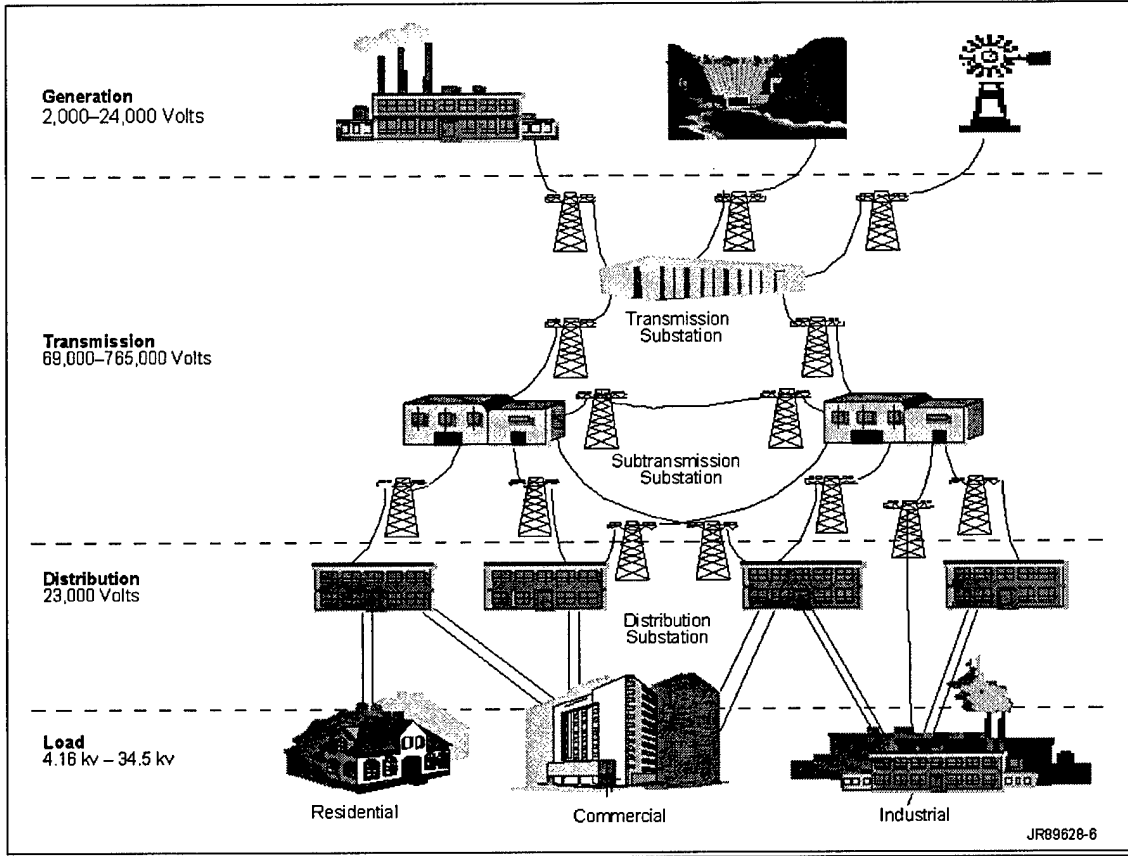 Generation
2,000–24,000 Volts
Transmission
69,000–765,000 Volts
Transmission
Substation
Subtransmission
Substation
Distribution
23,000 Volts
Distribution
Substation
Load
4.16 kv – 34.5 kv
Residential
Commercial
Industrial
JR89628-6